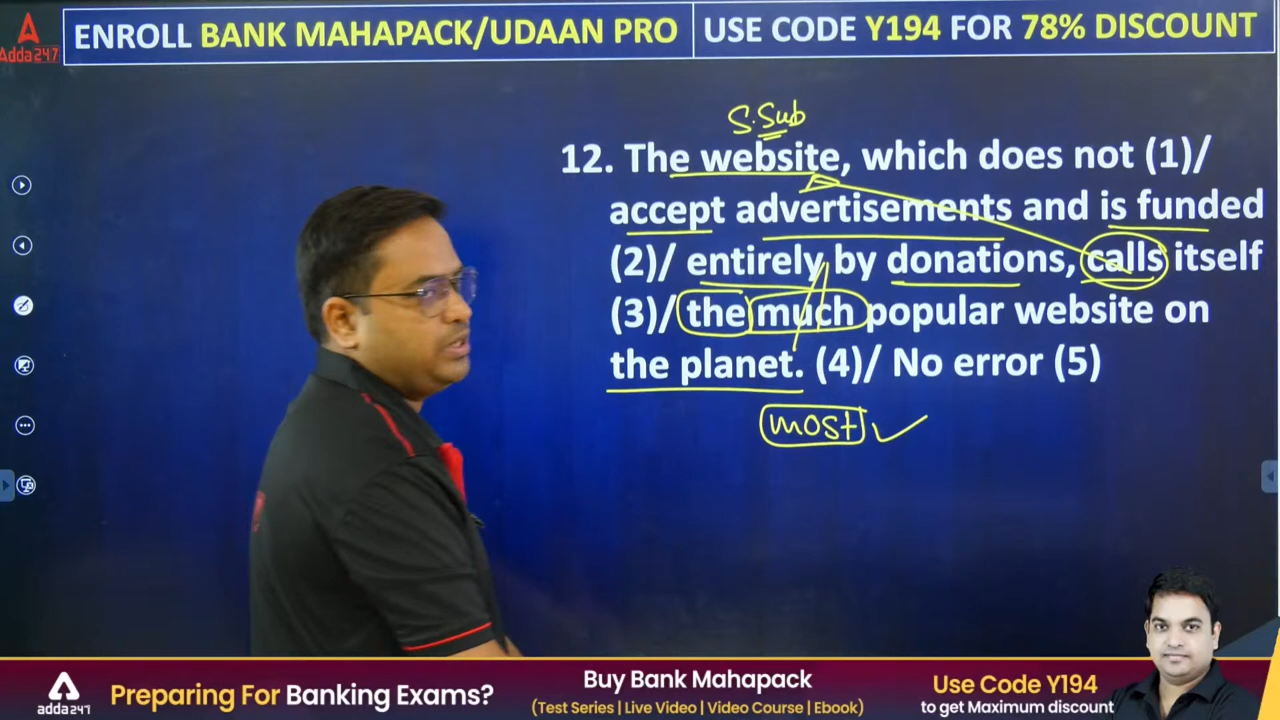 Adda247
ENROLL BANK MAHAPACK/UDAAN PRO
USE CODE Y194 FOR 78% DISCOUNT
S.Sub
12. The website, which does not (1)/
accept advertisements and is funded
(2)/ entirely by donations, calls itself
(3)/ the much popular website on
the planet. (4)/ No error (5)
most
adda247
Preparing For Banking Exams?
Buy Bank Mahapack
(Test Series | Live Video | Video Course | Ebook)
Use Code Y194
to get Maximum discount